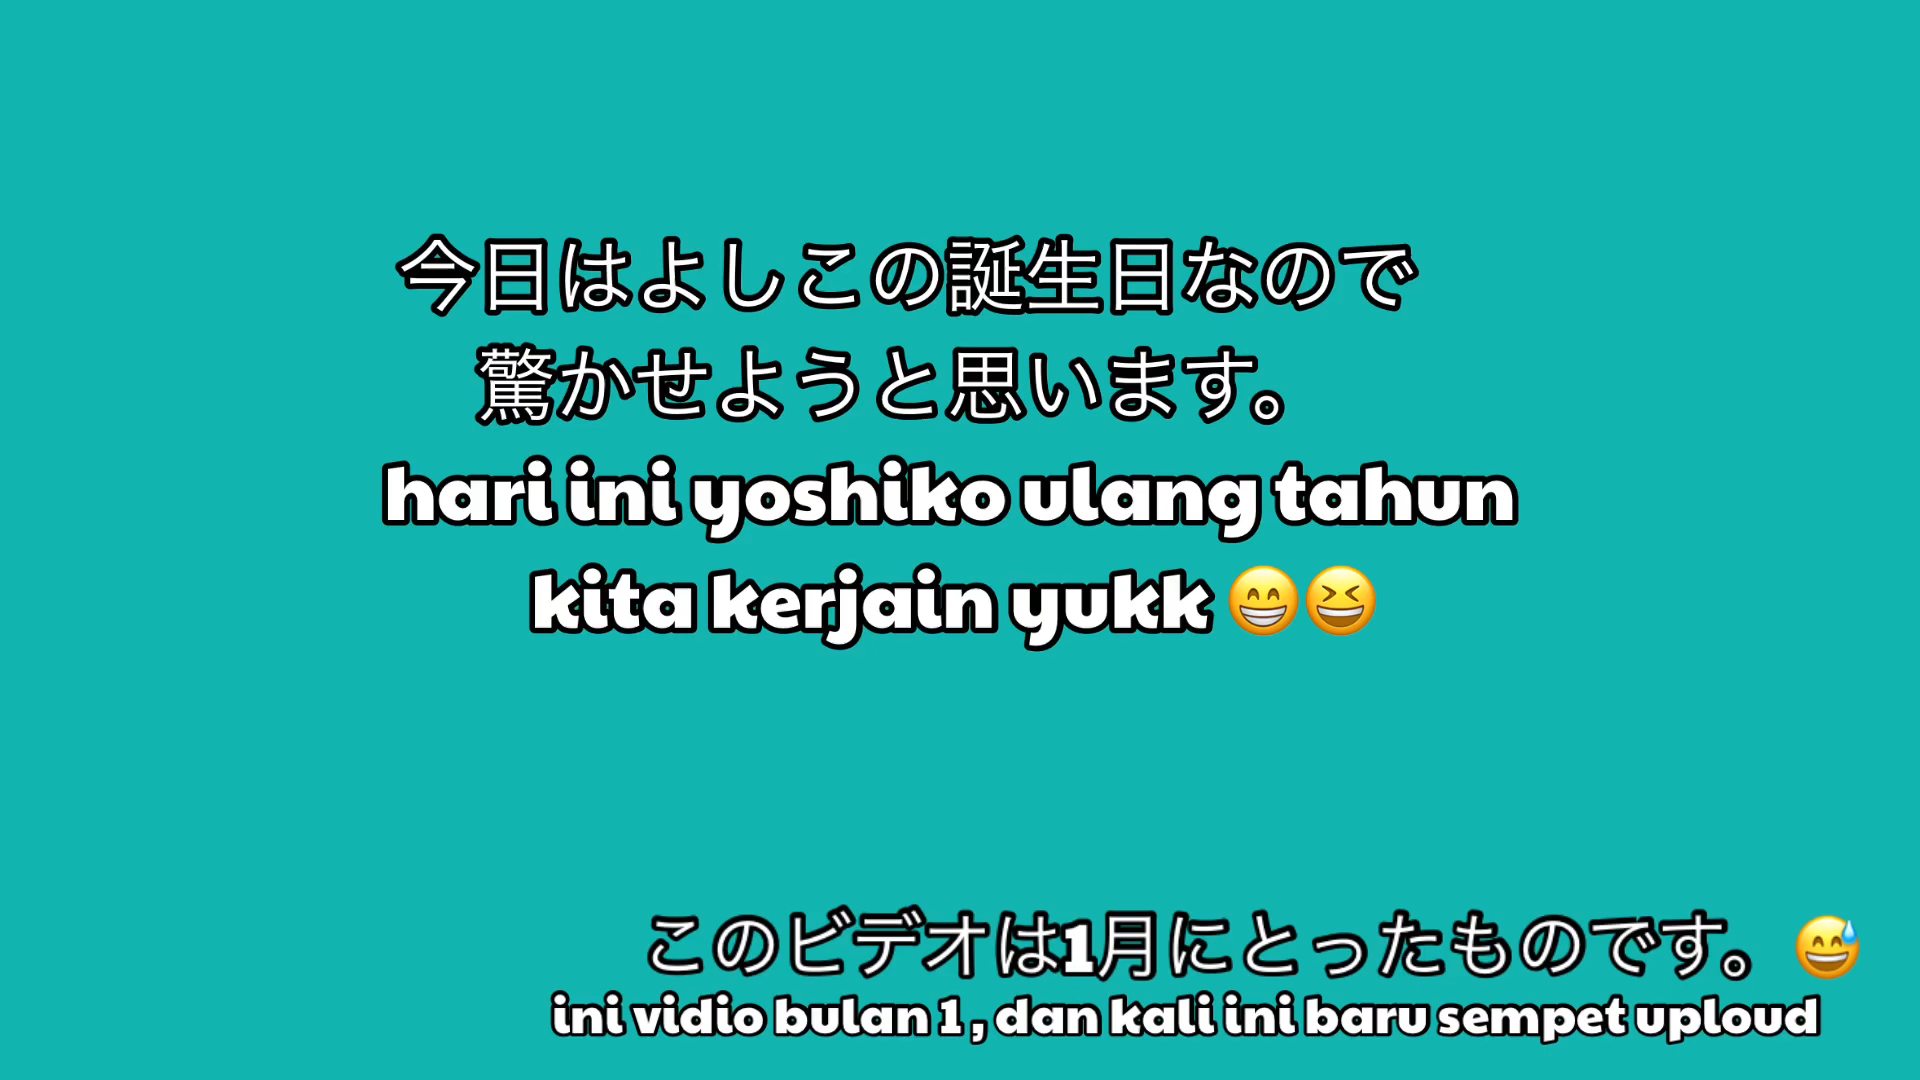 今日はよしこの誕生日なので
驚かせようと思います。
hari ini yoshiko ulang tahun
kita kerjain yukk 😁😆
このビデオは1月にとったものです。😅
ini vidio bulan 1 , dan kali ini baru sempet uploud